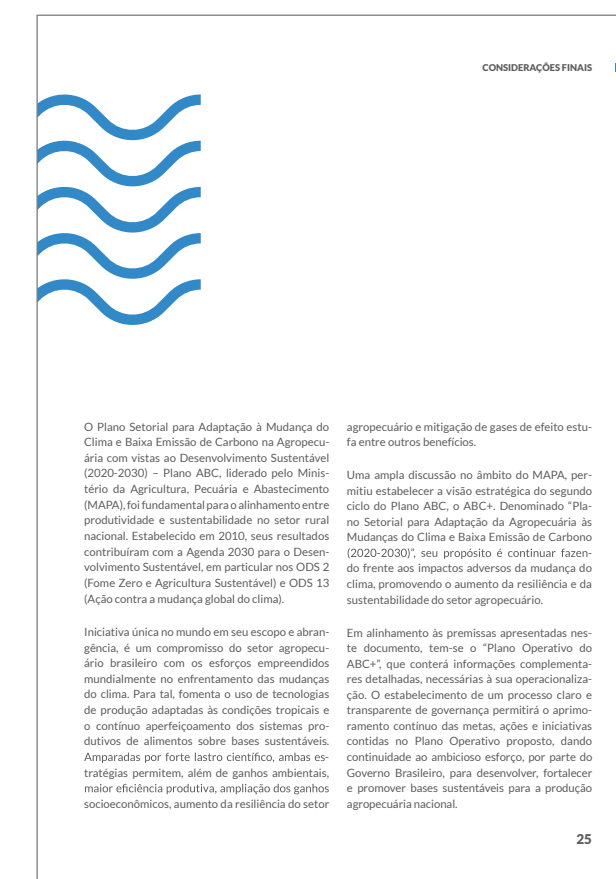 CONSIDERAÇÕES FINAIS
O Plano Setorial para Adaptação à Mudança do
Clima e Baixa Emissão de Carbono na Agropecu-
ária com vistas ao Desenvolvimento Sustentável
(2020-2030) – Plano ABC, liderado pelo Minis-
tério da Agricultura, Pecuária e Abastecimento
(MAPA), foi fundamental para o alinhamento entre
produtividade e sustentabilidade no setor rural
nacional. Estabelecido em 2010, seus resultados
contribuíram com a Agenda 2030 para o Desen-
volvimento Sustentável, em particular nos ODS 2
(Fome Zero e Agricultura Sustentável) e ODS 13
(Ação contra a mudança global do clima).
Iniciativa única no mundo em seu escopo e abran-
gência, é um compromisso do setor agropecu-
ário brasileiro com os esforços empreendidos
mundialmente no enfrentamento das mudanças
do clima. Para tal, fomenta o uso de tecnologias
de produção adaptadas às condições tropicais e
o contínuo aperfeiçoamento dos sistemas pro-
dutivos de alimentos sobre bases sustentáveis.
Amparadas por forte lastro científico, ambas es-
tratégias permitem, além de ganhos ambientais,
maior eficiência produtiva, ampliação dos ganhos
socioeconômicos, aumento da resiliência do setor
agropecuário e mitigação de gases de efeito estu-
fa entre outros benefícios.
Uma ampla discussão no âmbito do MAPA, per-
mitiu estabelecer a visão estratégica do segundo
ciclo do Plano ABC, o ABC+. Denominado “Pla-
no Setorial para Adaptação da Agropecuária às
Mudanças do Clima e Baixa Emissão de Carbono
(2020-2030)”, seu propósito é continuar fazen-
do frente aos impactos adversos da mudança do
clima, promovendo o aumento da resiliência e da
sustentabilidade do setor agropecuário.
Em alinhamento às premissas apresentadas nes-
te documento, tem-se o “Plano Operativo do
ABC+”, que conterá informações complementa-
res detalhadas, necessárias à sua operacionaliza-
ção. O estabelecimento de um processo claro e
transparente de governança permitirá o aprimo-
ramento contínuo das metas, ações e iniciativas
contidas no Plano Operativo proposto, dando
continuidade ao ambicioso esforço, por parte do
Governo Brasileiro, para desenvolver, fortalecer
e promover bases sustentáveis para a produção
agropecuária nacional.
25